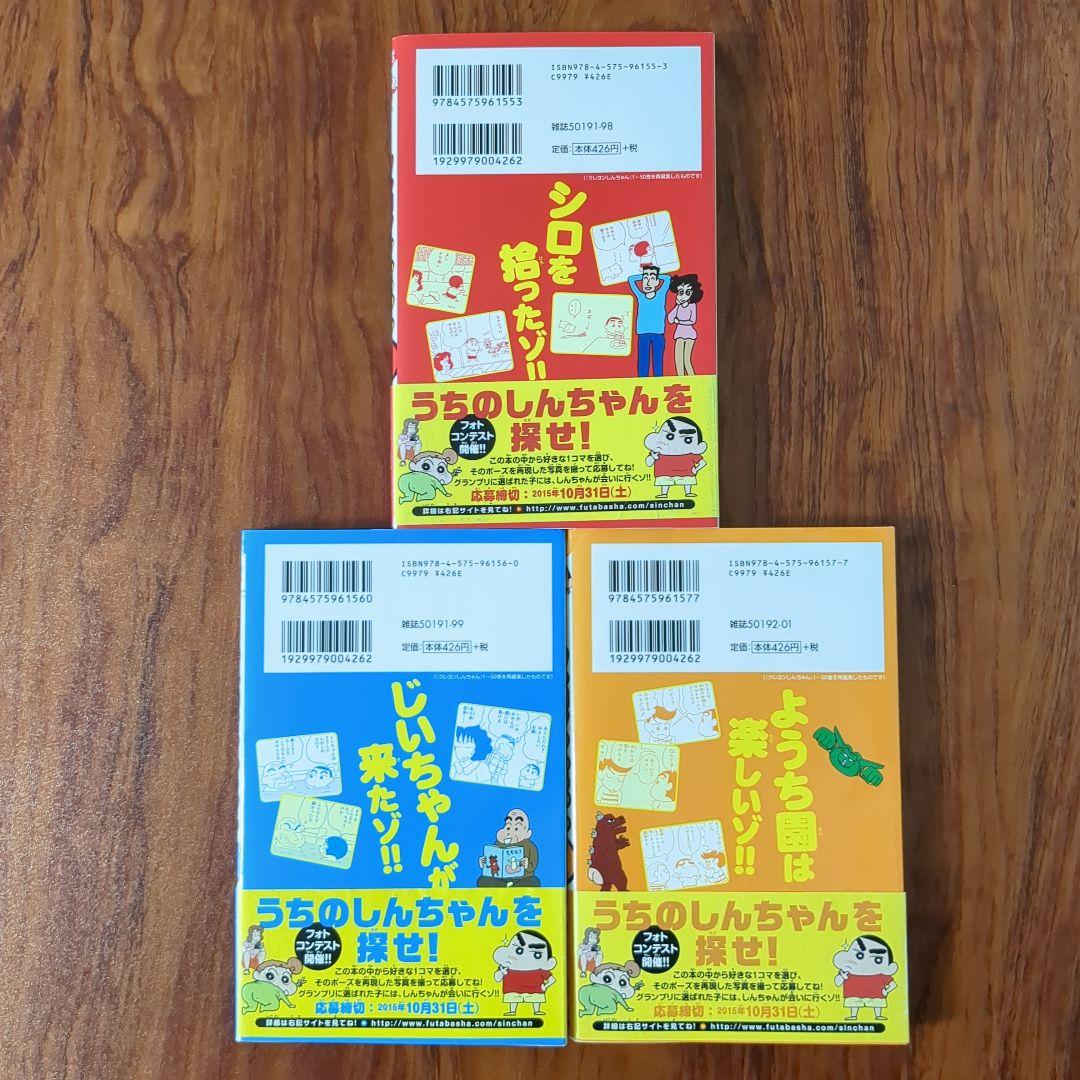 ISBN978-4-575-96155-3
C9979 ¥426E
9784575961553
雑誌50191-98
定価:本体426円+税
1929979004262
(『クレヨンしんちゃん』1〜50巻を再編集したものです)
シロを
拾ったゾ!!
うちのしんちゃんを
探せ!
フォト
コンテスト
開催!!
この本の中から好きな1コマを選び、
そのポーズを再現した写真を撮って応募してね!
グランプリに選ばれた子には、しんちゃんが会いに行くゾ!!
応募締切:2015年10月31日(土)
詳細は右記サイトを見てね! http://www.futabasha.com/sinchan
ISBN978-4-575-96156-0
C9979 ¥426E
9784575961560
雑誌50191-99
定価:本体426円+税
1929979004262
(『クレヨンしんちゃん』1〜50巻を再編集したものです)
じいちゃんが
来たゾ!!
うちのしんちゃんを
探せ!
フォト
コンテスト
開催!!
この本の中から好きな1コマを選び、
そのポーズを再現した写真を撮って応募してね!
グランプリに選ばれた子には、しんちゃんが会いに行くゾ!!
応募締切:2015年10月31日(土)
詳細は右記サイトを見てね! http://www.futabasha.com/sinchan
ISBN978-4-575-96157-7
C9979 ¥426E
9784575961577
雑誌50192-01
定価:本体426円+税
1929979004262
(『クレヨンしんちゃん』1〜50巻を再編集したものです)
ようち園は
楽しいゾ!!
うちのしんちゃんを
探せ!
フォト
コンテスト
開催!!
この本の中から好きな1コマを選び、
そのポーズを再現した写真を撮って応募してね!
グランプリに選ばれた子には、しんちゃんが会いに行くゾ!!
応募締切:2015年10月31日(土)
詳細は右記サイトを見てね! http://www.futabasha.com/sinchan